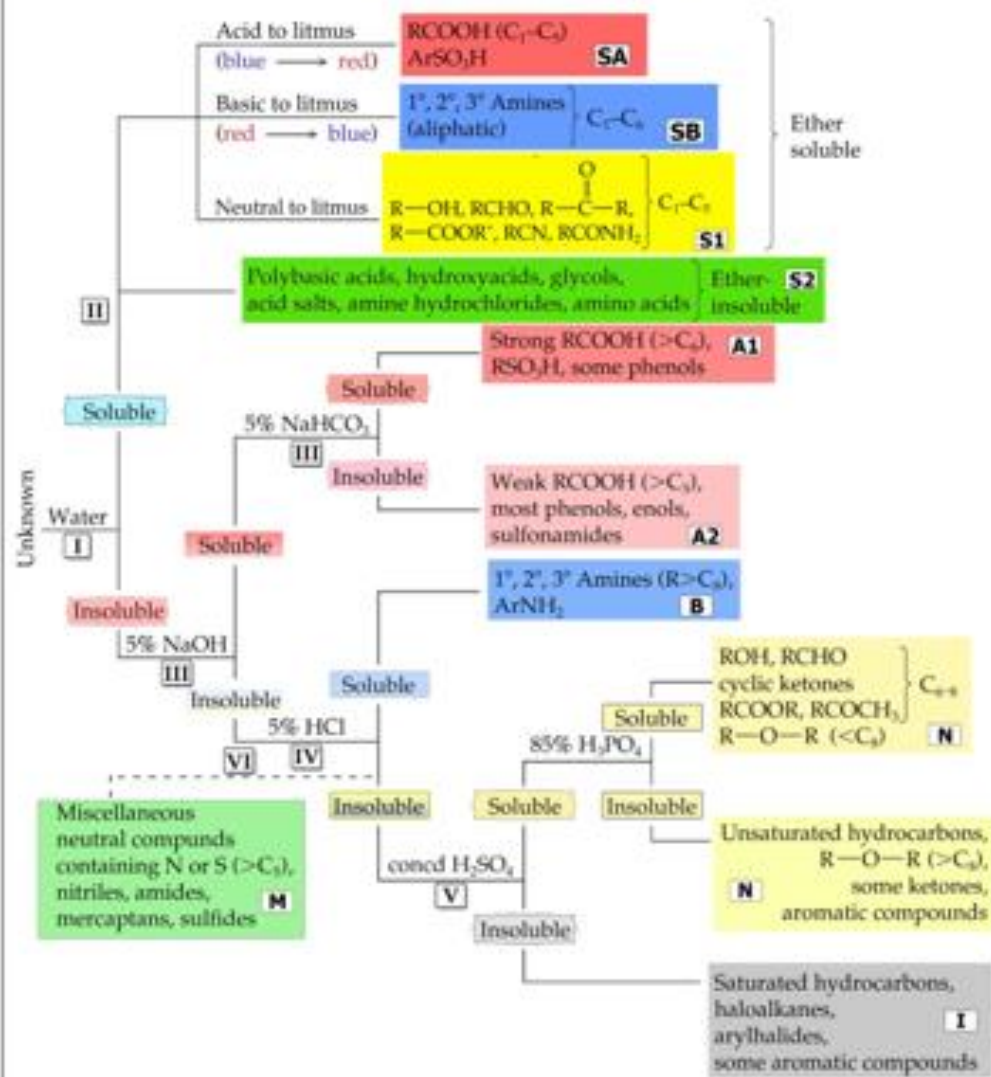 Acid to litmus
(blue ⟶ red)
RCOOH (C₁–C₅)
ArSO₃H
SA
Basic to litmus
(red ⟶ blue)
1°, 2°, 3° Amines
(aliphatic)
C₁–C₆
SB
Ether
soluble
Neutral to litmus
O
R—OH, RCHO, R—C—R,
R—COOR', RCN, RCONH₂
C₁–C₅
S1
Polybasic acids, hydroxyacids, glycols,
acid salts, amine hydrochlorides, amino acids
Ether-
insoluble
S2
II
Soluble
Strong RCOOH (>C₆),
RSO₃H, some phenols
A1
Soluble
5% NaHCO₃
III
Insoluble
Weak RCOOH (>C₅),
most phenols, enols,
sulfonamides
A2
Unknown
Water
I
Soluble
Insoluble
1°, 2°, 3° Amines (R>C₆),
ArNH₂
B
5% NaOH
III
Insoluble
Soluble
5% HCl
IV
VI
ROH, RCHO
cyclic ketones
RCOOR, RCOCH₃
R—O—R (<C₈)
C₆₋₈
N
Soluble
85% H₃PO₄
Insoluble
Soluble
Insoluble
Miscellaneous
neutral compunds
containing N or S (>C₅),
nitriles, amides,
mercaptans, sulfides
M
concd H₂SO₄
V
Unsaturated hydrocarbons,
R—O—R (>C₈),
some ketones,
aromatic compounds
N
Insoluble
Saturated hydrocarbons,
haloalkanes,
arylhalides,
some aromatic compounds
I